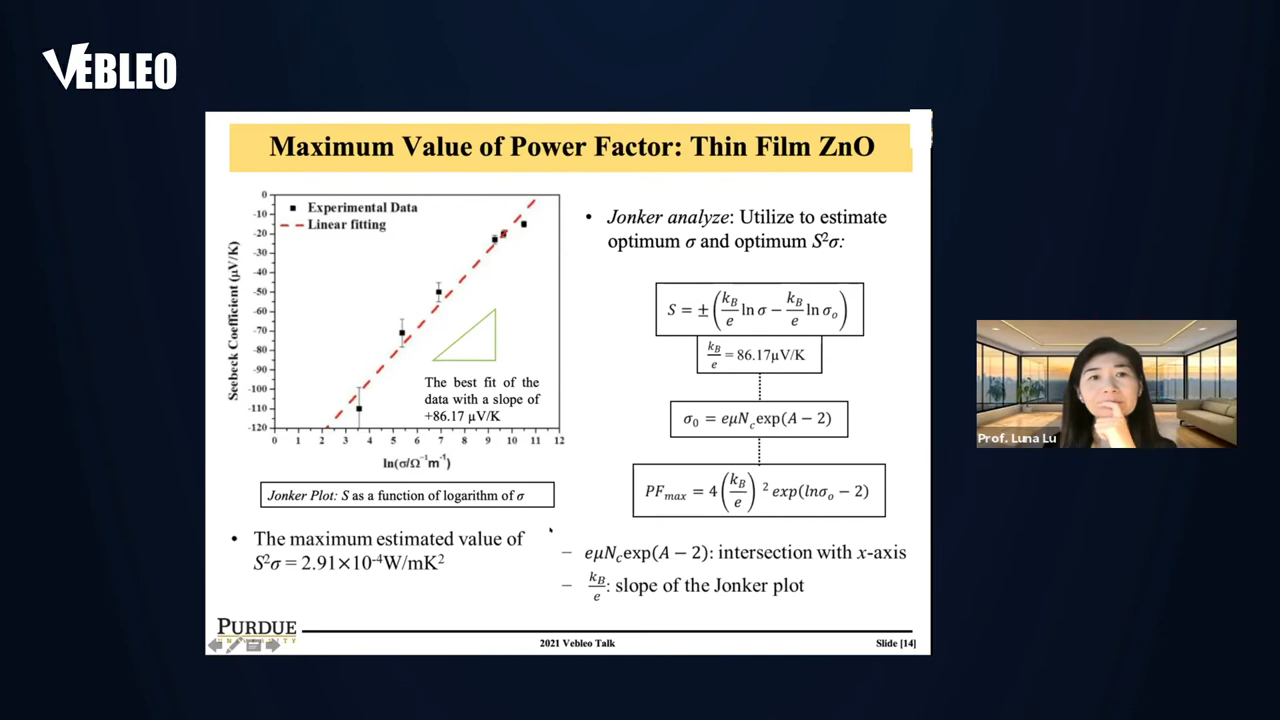 VEBLEO
Maximum Value of Power Factor: Thin Film ZnO
Experimental Data
Linear fitting
0
-10
-20
-30
-40
-50
-60
-70
-80
-90
-100
-110
-120
Seebeck Coefficient (μV/K)
The best fit of the
data with a slope of
+86.17 μV/K
0 1 2 3 4 5 6 7 8 9 10 11 12
ln(σ/Ω⁻¹m⁻¹)
Jonker Plot: S as a function of logarithm of σ
• The maximum estimated value of
S²σ = 2.91×10⁻⁴W/mK²
• Jonker analyze: Utilize to estimate
optimum σ and optimum S²σ:
S = ±(k_B/e ln σ − k_B/e ln σ_o)
k_B/e = 86.17μV/K
σ₀ = eμN_c exp(A − 2)
PF_max = 4(k_B/e)² exp(lnσ_o − 2)
− eμN_c exp(A − 2): intersection with x-axis
− k_B/e: slope of the Jonker plot
PURDUE
UNIVERSITY
2021 Vebleo Talk
Slide [14]
Prof. Luna Lu